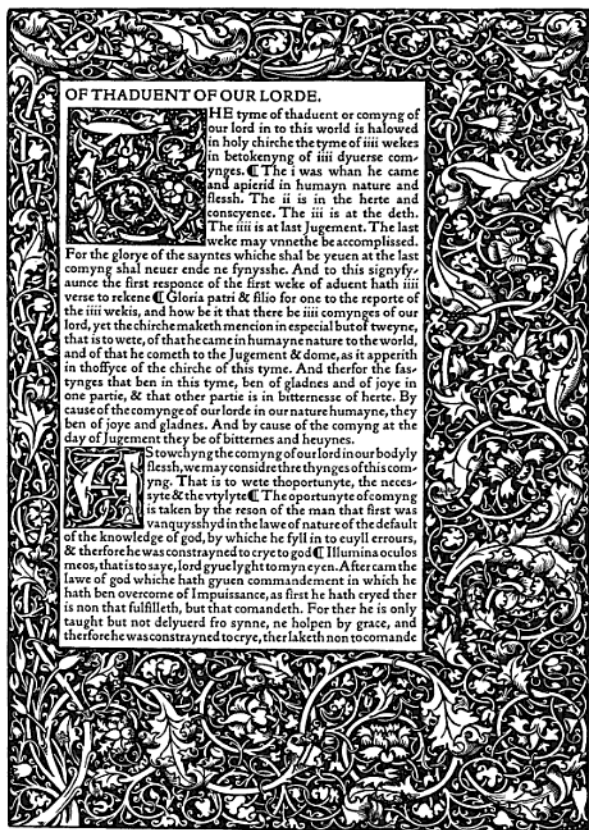 OF THADUENT OF OUR LORDE.
THE tyme of thaduent or comyng of
our lord in to this world is halowed
in holy chirche the tyme of iiii wekes
in betokenyng of iiii dyuerse com-
ynges. ⁋ The i was whan he came
and apierid in humayn nature and
flessh. The ii is in the herte and
conscyence. The iii is at the deth.
The iiii is at last Jugement. The last
weke may vnnethe be accomplissed.
For the glorye of the sayntes whiche shal be yeuen at the last
comyng shal neuer ende ne fynysshe. And to this signyfy-
aunce the first responce of the first weke of aduent hath iiii
verse to rekene ⁋ Gloria patri & filio for one to the reporte of
the iiii wekis, and how be it that there be iiii comynges of our
lord, yet the chirche maketh mencion in especial but of tweyne,
that is to wete, of that he came in humayne nature to the world,
and of that he cometh to the Jugement & dome, as it apperith
in thoffyce of the chirche of this tyme. And therfor the fas-
tynges that ben in this tyme, ben of gladnes and of joye in
one partie, & that other partie is in bitternesse of herte. By
cause of the comynge of our lorde in our nature humayne, they
ben of joye and gladnes. And by cause of the comyng at the
day of Jugement they be of bitternes and heuynes.
AS towchyng the comyng of our lord in our bodyly
flessh, we may considre thre thynges of this com-
yng. That is to wete thoportunyte, the neces-
syte & the vtylyte ⁋ The oportunyte of comyng
is taken by the reson of the man that first was
vanquysshyd in the lawe of nature of the default
of the knowledge of god, by whiche he fyll in to euyll errours,
& therfore he was constrayned to crye to god ⁋ Illumina oculos
meos, that is to saye, lord gyue lyght to myn eyen. After cam the
lawe of god whiche hath gyuen commandement in which he
hath ben overcome of Impuissance, as first he hath cryed ther
is non that fulfilleth, but that comandeth. For ther he is only
taught but not delyuerd fro synne, ne holpen by grace, and
therfore he was constrayned to crye, ther laketh non to comande